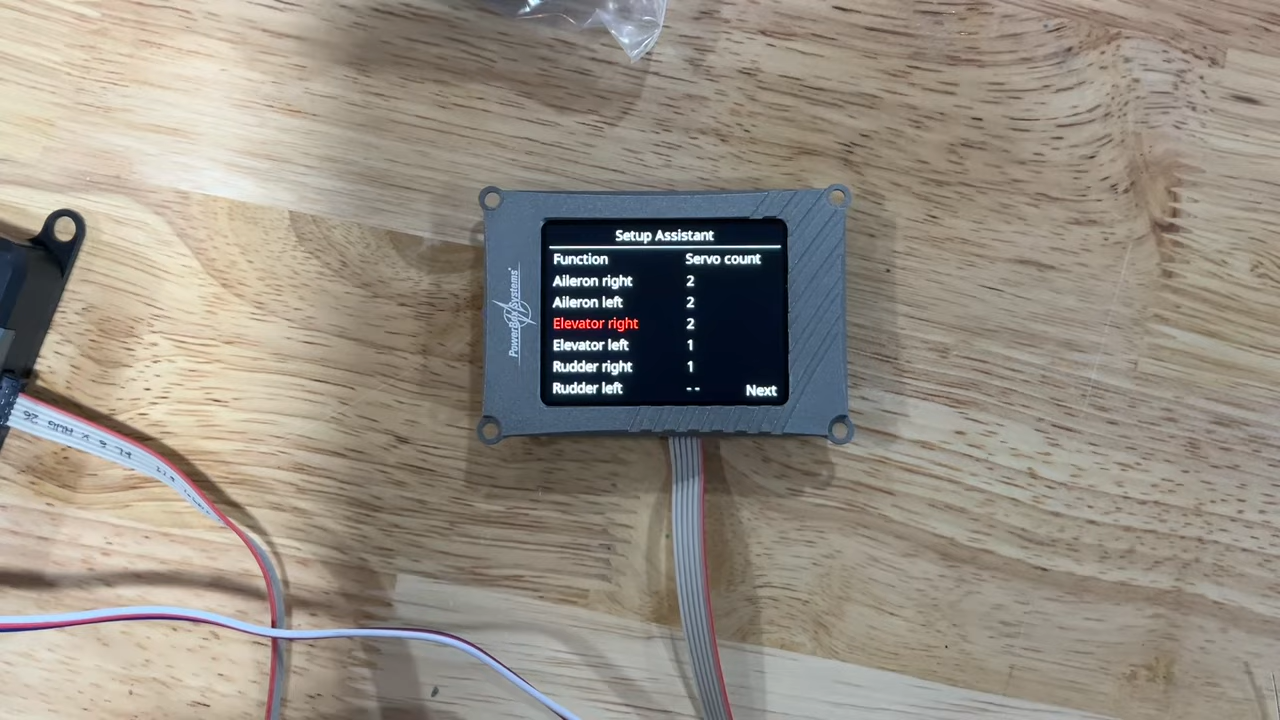 Setup Assistant
Function Servo count
Aileron right 2
Aileron left 2
Elevator right 2
Elevator left 1
Rudder right 1
Rudder left -- Next
PowerBox Systems